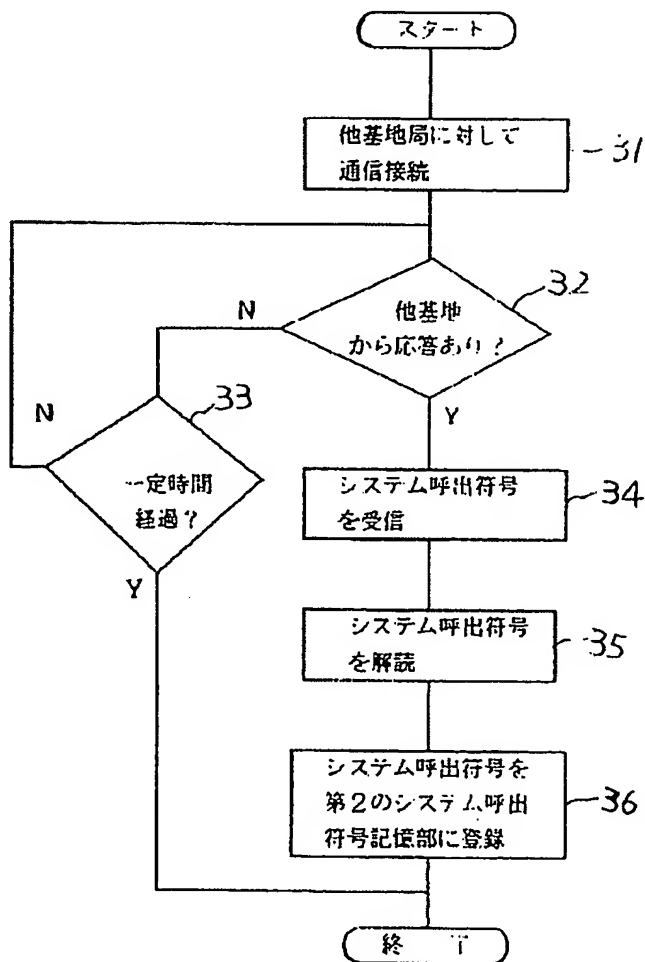 スタート
他基地局に対して
通信接続
31
32
他基地
から応答あり？
N
Y
33
N
一定時間
経過？
Y
システム呼出符号
を受信
34
システム呼出符号
を解読
35
システム呼出符号を
第2のシステム呼出
符号記憶部に登録
36
終 了